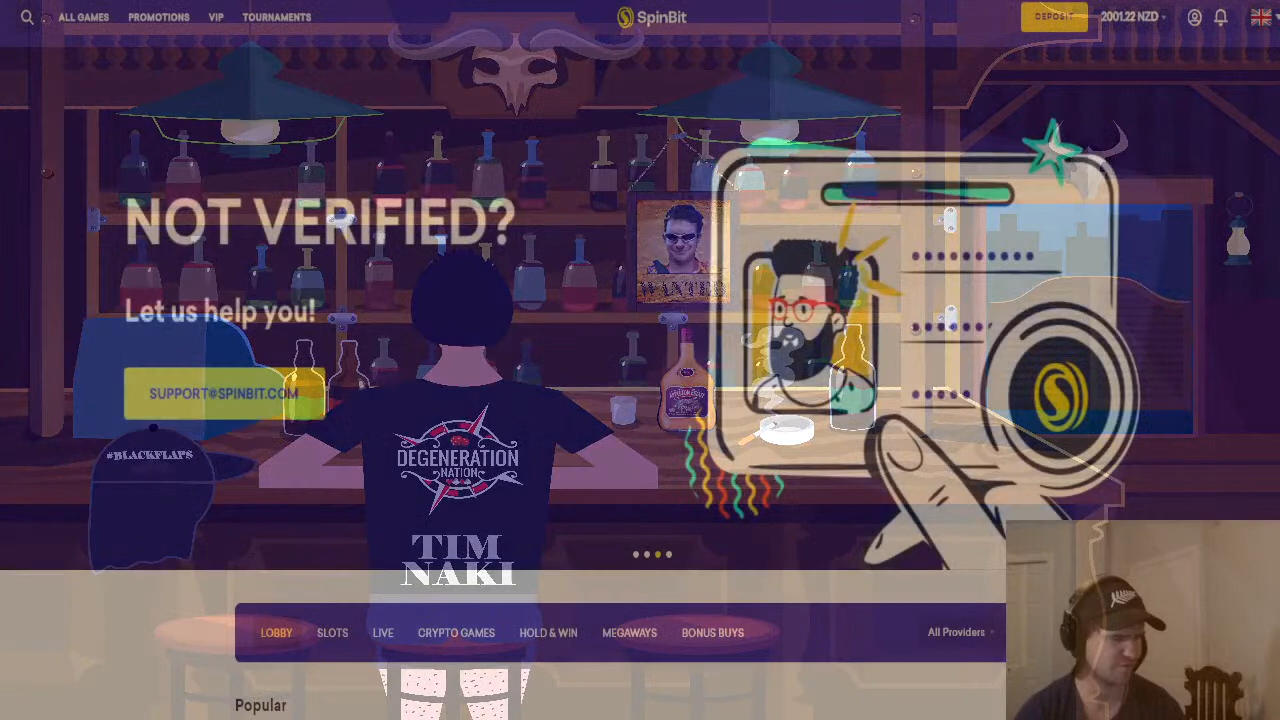 ALL GAMES PROMOTIONS VIP TOURNAMENTS
SpinBit
DEPOSIT 2001.22 NZD
NOT VERIFIED?
Let us help you!
SUPPORT@SPINBIT.COM
WANTED
#BLACKFLAPS
DEGENERATION
NATION
TIM
NAKI
LOBBY SLOTS LIVE CRYPTO GAMES HOLD & WIN MEGAWAYS BONUS BUYS All Providers
Popular